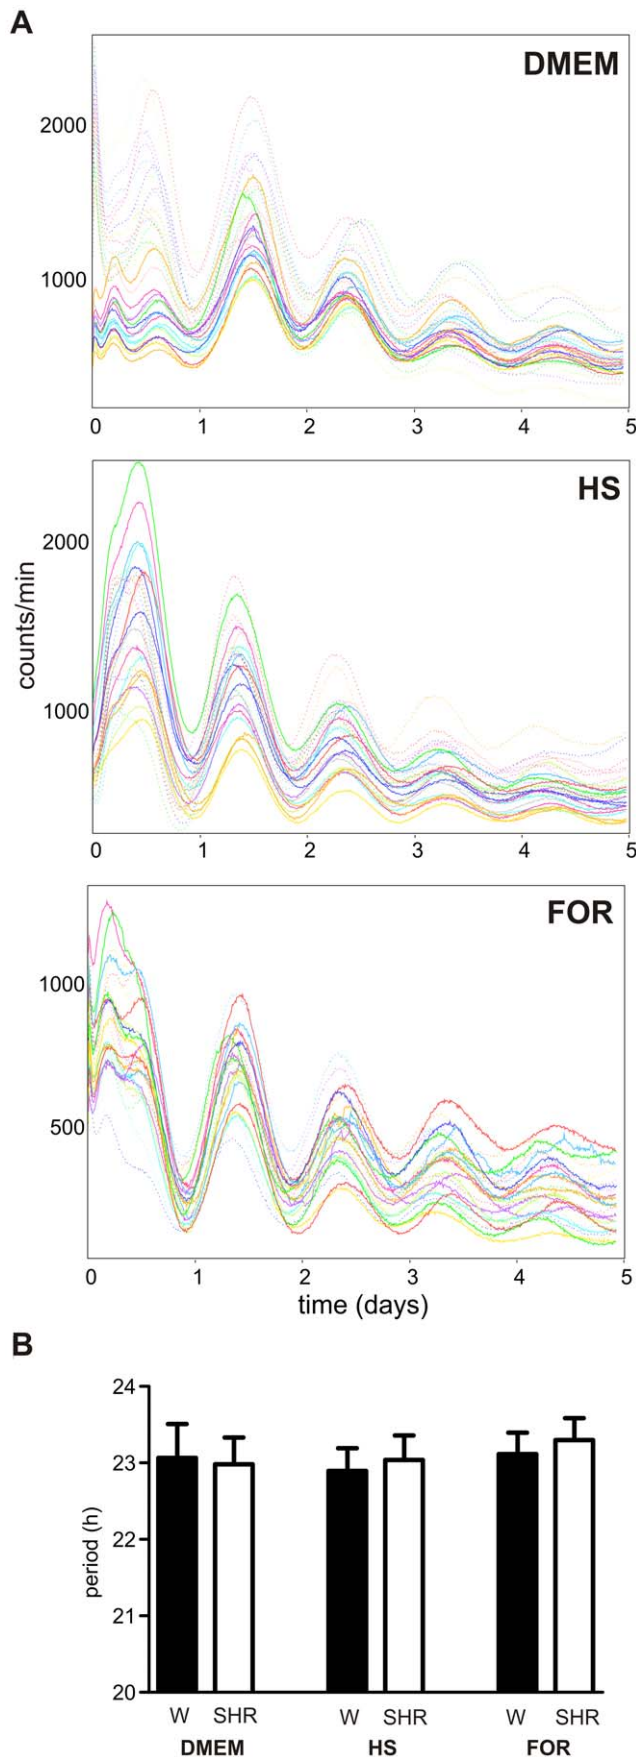 A
DMEM
2000
1000
0 1 2 3 4 5
HS
2000
counts/min
1000
0 1 2 3 4 5
FOR
1000
500
0 1 2 3 4 5
time (days)
B
24
23
22
21
20
period (h)
W SHR W SHR W SHR
DMEM HS FOR